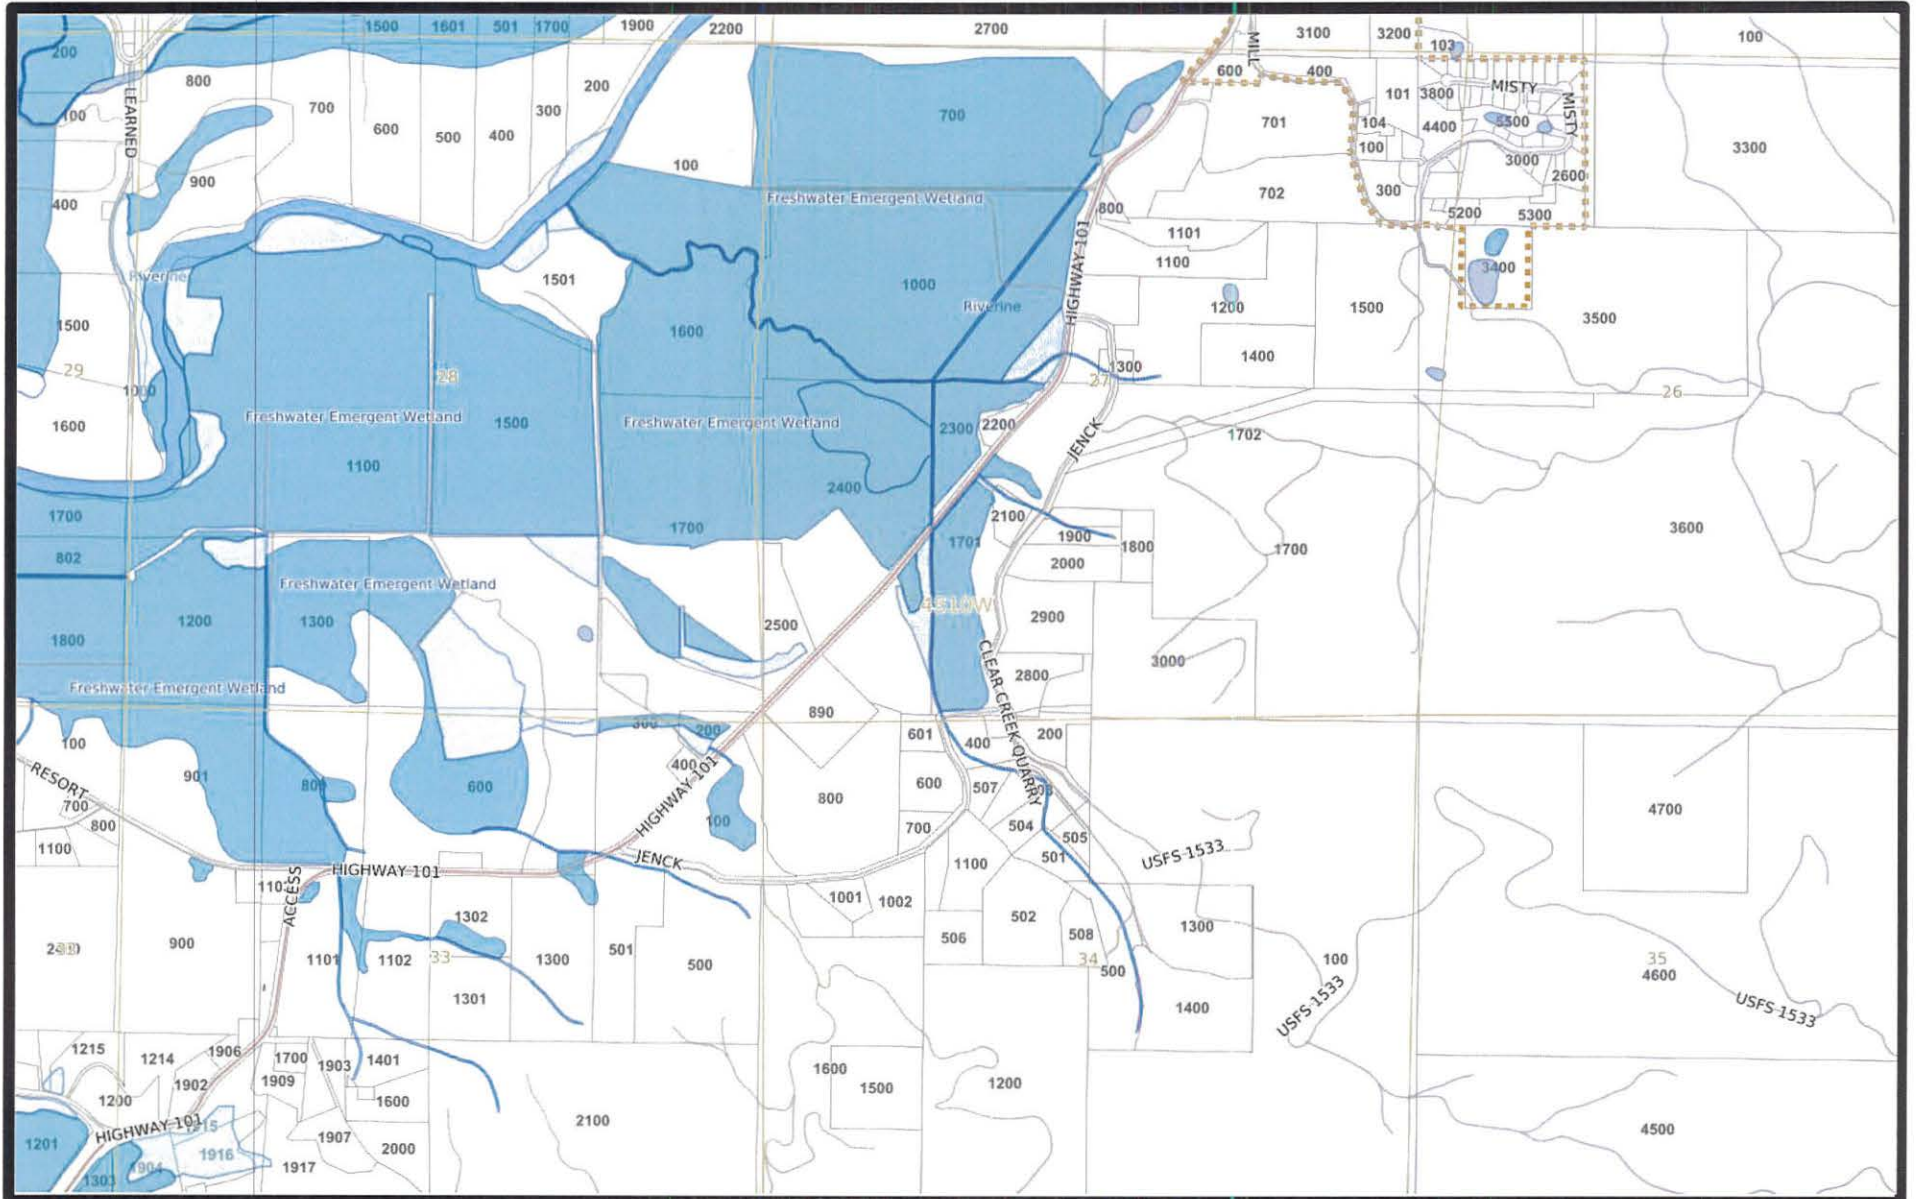 1500 1601 501 1700 1900 2200 2700 3100 3200 103 100
200 800 600 MILL 400
LEARNED 100 700 600 500 400 300 200 100 700 701 101 3800 MISTY MISTY
104 4400 5500 3300
900 100 3000 2600
400 Freshwater Emergent Wetland 702 300
800 5200 5300
HIGHWAY 101 1101
1100
Riverine 1501 1000 3400
Riverine 1200 1500 3500
1500 1600
1400
29 28 1300
27
1000 26
Freshwater Emergent Wetland 1500 Freshwater Emergent Wetland 2300 2200
1600 JENCK 1702
1100
2400
1700 1700 2100 3600
1701 1900 1800 1700
802 2000
Freshwater Emergent Wetland
4S10W
1200 1300 2500 2900
1800
CLEAR CREEK QUARRY 3000
2800
Freshwater Emergent Wetland
890
300 200 601 400 200
100
RESORT 901 400
800 600 600 507
700 800 4700
HIGHWAY 101 100 700 504 505
800
1100 JENCK 1100 501 USFS 1533
HIGHWAY 101
ACCESS 1001 1002
1302 502 1300
900 506 508
1101 1102 33 1300 501 500 34 100 35
500 4600
1301 1400 USFS 1533 USFS 1533
1215 1214 1906 1700 1903 1401
1902 1909 1600 1500 1200
1200 1600
HIGHWAY 101 2100 4500
1201 1907 2000
1916
1904 1917
1303